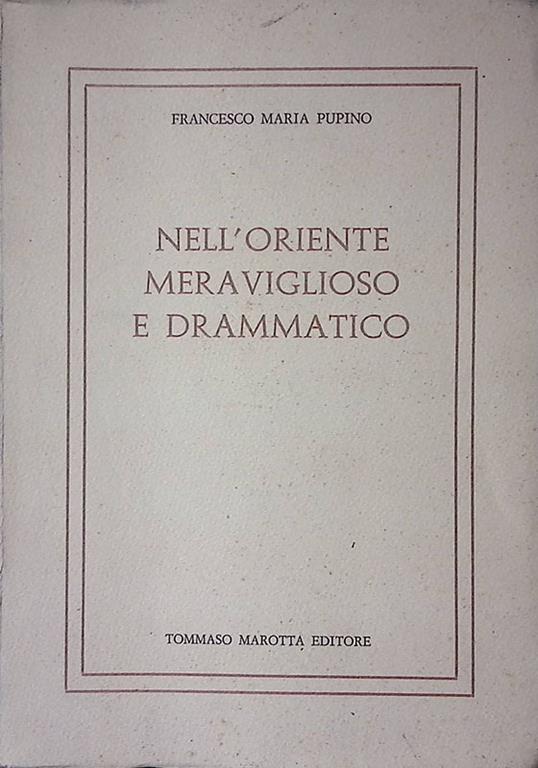 FRANCESCO MARIA PUPINO
NELL'ORIENTE
MERAVIGLIOSO
E DRAMMATICO
TOMMASO MAROTTA EDITORE